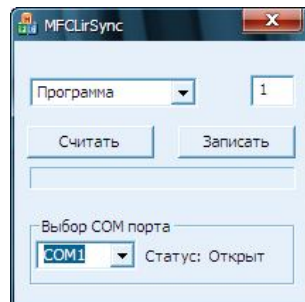 MFCLirSync
Программа 1
Считать Записать
Выбор COM порта
COM1 Статус: Открыт